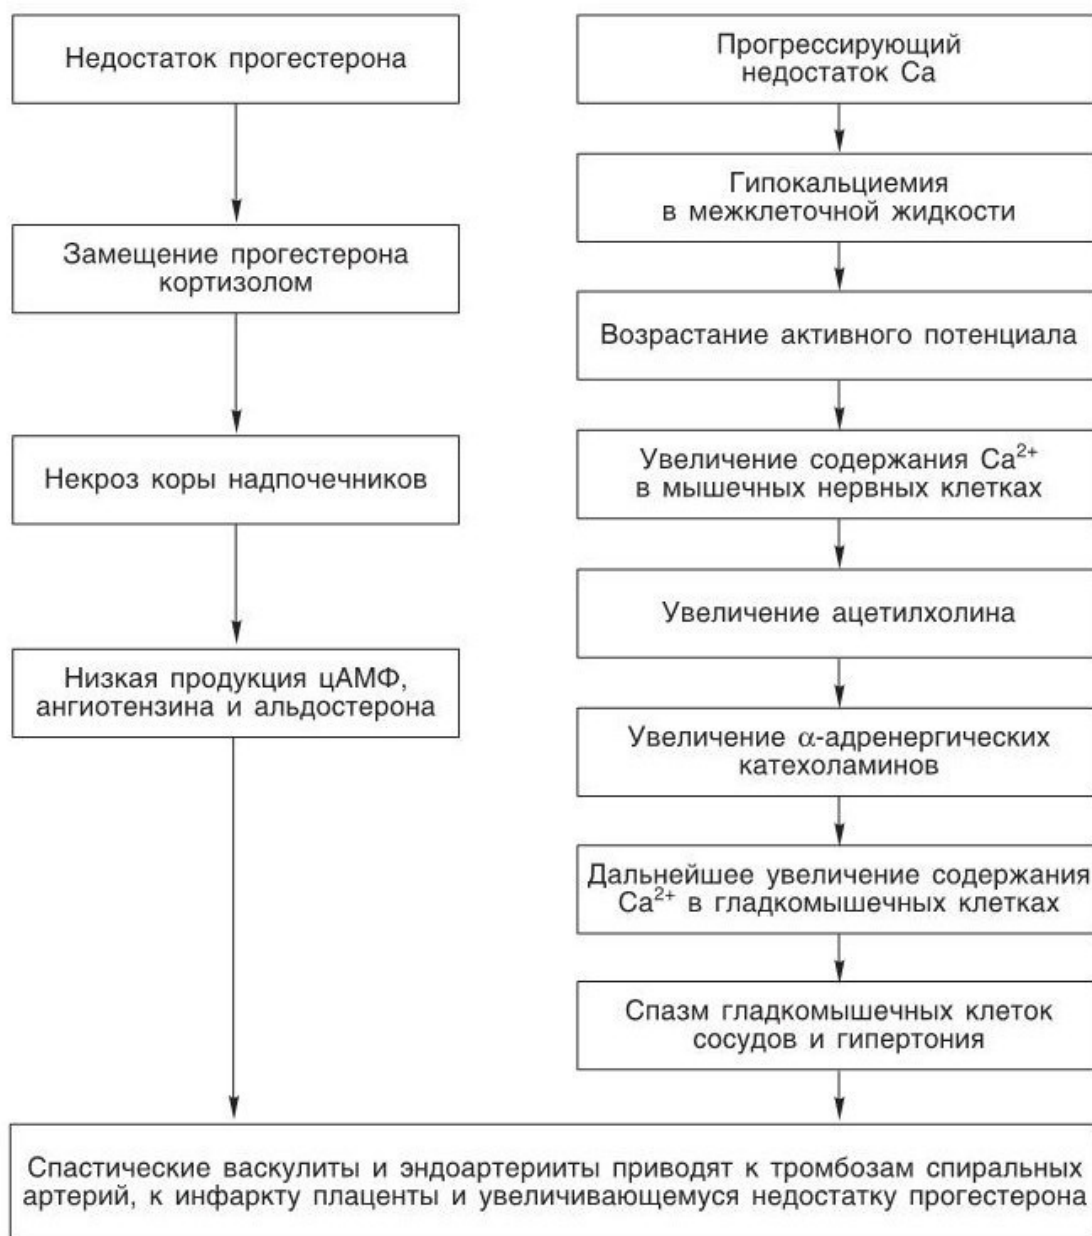 Недостаток прогестерона
Замещение прогестерона
кортизолом
Некроз коры надпочечников
Низкая продукция цАМФ,
ангиотензина и альдостерона
Прогрессирующий
недостаток Ca
Гипокальциемия
в межклеточной жидкости
Возрастание активного потенциала
Увеличение содержания Ca²⁺
в мышечных нервных клетках
Увеличение ацетилхолина
Увеличение α-адренергических
катехоламинов
Дальнейшее увеличение содержания
Ca²⁺ в гладкомышечных клетках
Спазм гладкомышечных клеток
сосудов и гипертония
Спастические васкулиты и эндоартерииты приводят к тромбозам спиральных
артерий, к инфаркту плаценты и увеличивающемуся недостатку прогестерона